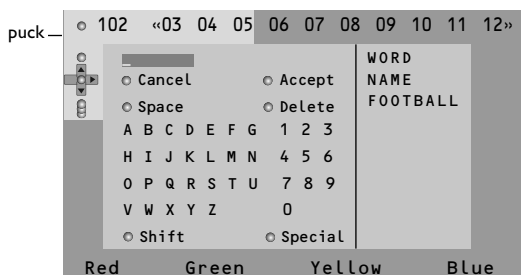 puck
102 «03 04 05 06 07 08 09 10 11 12»
_
Cancel Accept
Space Delete
A B C D E F G 1 2 3
H I J K L M N 4 5 6
O P Q R S T U 7 8 9
V W X Y Z 0
Shift Special
WORD
NAME
FOOTBALL
Red Green Yellow Blue